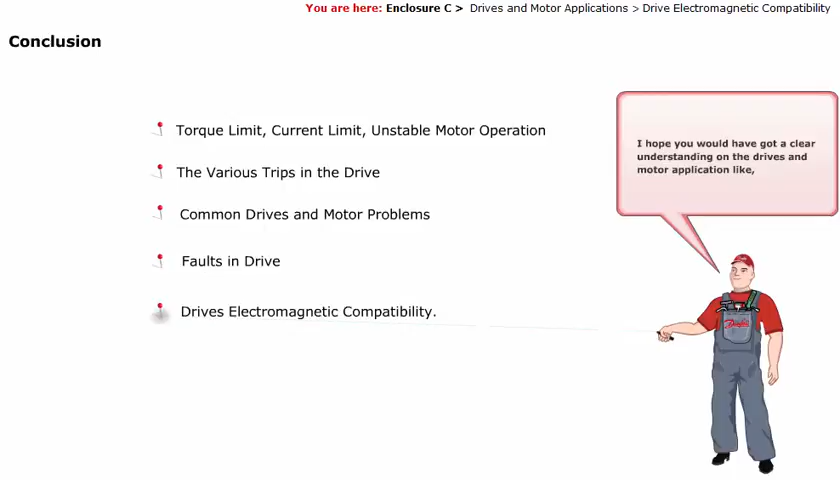 You are here: Enclosure C > Drives and Motor Applications > Drive Electromagnetic Compatibility
Conclusion
Torque Limit, Current Limit, Unstable Motor Operation
The Various Trips in the Drive
Common Drives and Motor Problems
Faults in Drive
Drives Electromagnetic Compatibility.
I hope you would have got a clear
understanding on the drives and
motor application like,
Danfoss